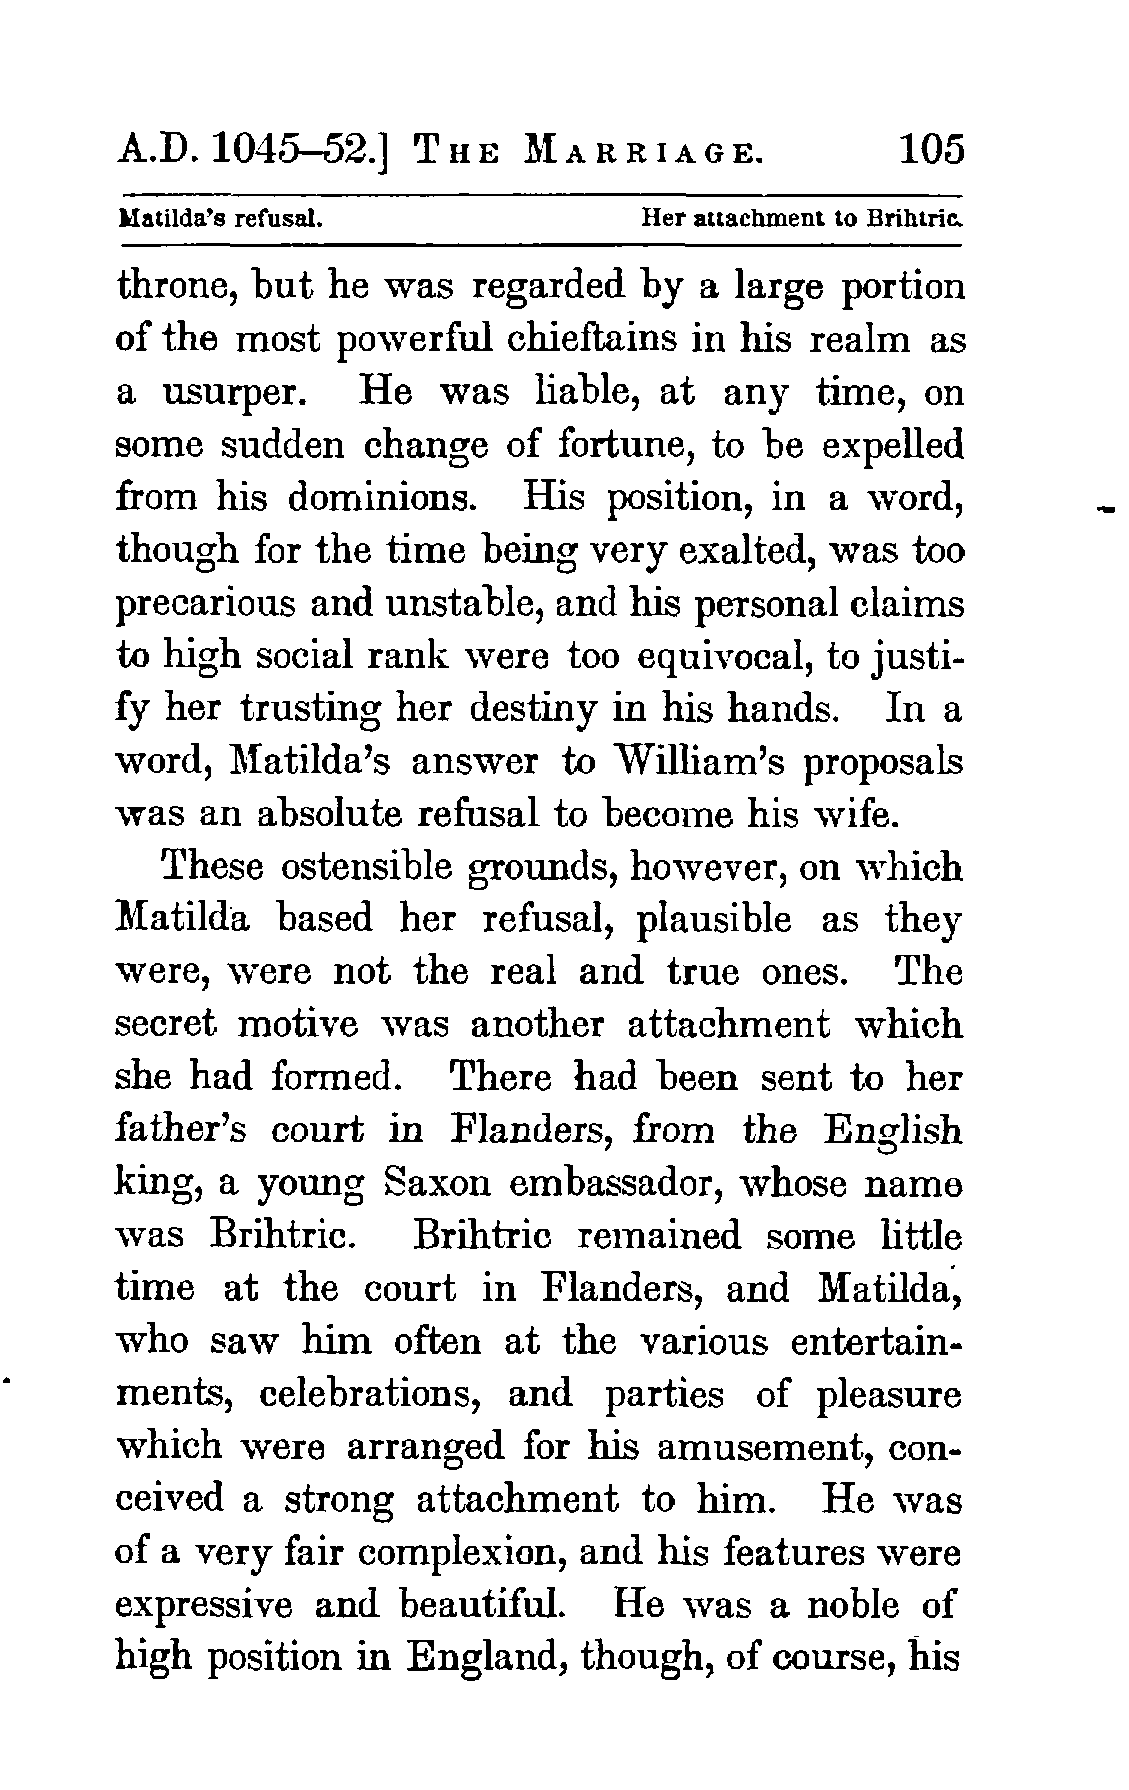 A.D. 1045–52.] THE MARRIAGE. 105
Matilda's refusal. Her attachment to Brihtric.
throne, but he was regarded by a large portion
of the most powerful chieftains in his realm as
a usurper. He was liable, at any time, on
some sudden change of fortune, to be expelled
from his dominions. His position, in a word,
though for the time being very exalted, was too
precarious and unstable, and his personal claims
to high social rank were too equivocal, to justi-
fy her trusting her destiny in his hands. In a
word, Matilda's answer to William's proposals
was an absolute refusal to become his wife.
These ostensible grounds, however, on which
Matilda based her refusal, plausible as they
were, were not the real and true ones. The
secret motive was another attachment which
she had formed. There had been sent to her
father's court in Flanders, from the English
king, a young Saxon embassador, whose name
was Brihtric. Brihtric remained some little
time at the court in Flanders, and Matilda,
who saw him often at the various entertain-
ments, celebrations, and parties of pleasure
which were arranged for his amusement, con-
ceived a strong attachment to him. He was
of a very fair complexion, and his features were
expressive and beautiful. He was a noble of
high position in England, though, of course, his